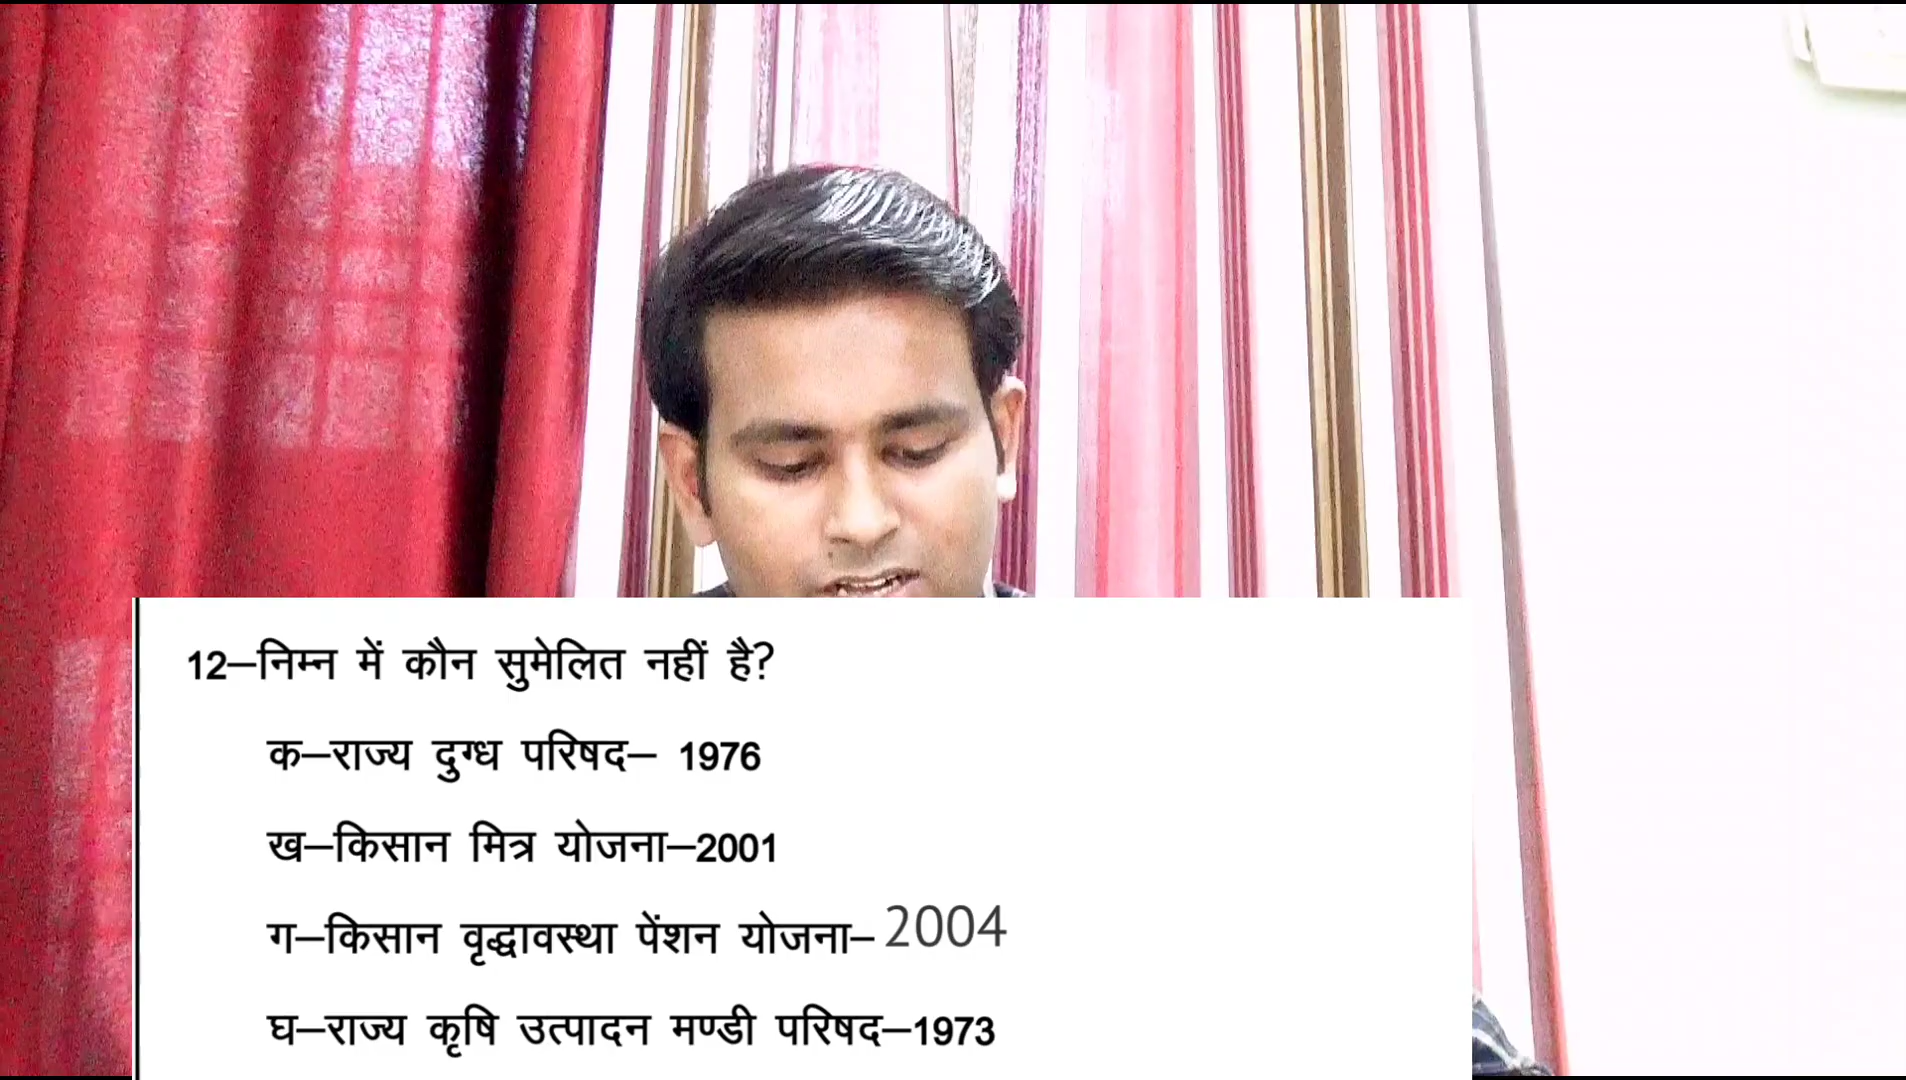 12–निम्न में कौन सुमेलित नहीं है?
क–राज्य दुग्ध परिषद– 1976
ख–किसान मित्र योजना–2001
ग–किसान वृद्धावस्था पेंशन योजना–2004
घ–राज्य कृषि उत्पादन मण्डी परिषद–1973